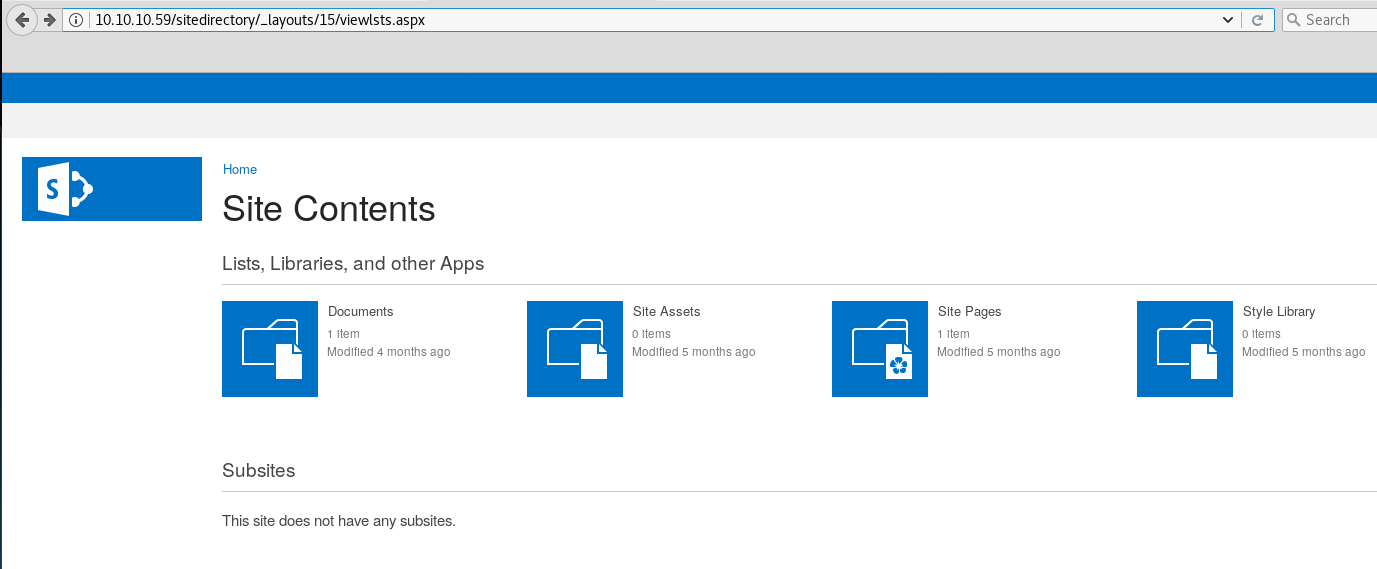 10.10.10.59/sitedirectory/_layouts/15/viewlsts.aspx
Search
S
Home
Site Contents
Lists, Libraries, and other Apps
Documents
1 item
Modified 4 months ago
Site Assets
0 items
Modified 5 months ago
Site Pages
1 item
Modified 5 months ago
Style Library
0 items
Modified 5 months ago
Subsites
This site does not have any subsites.